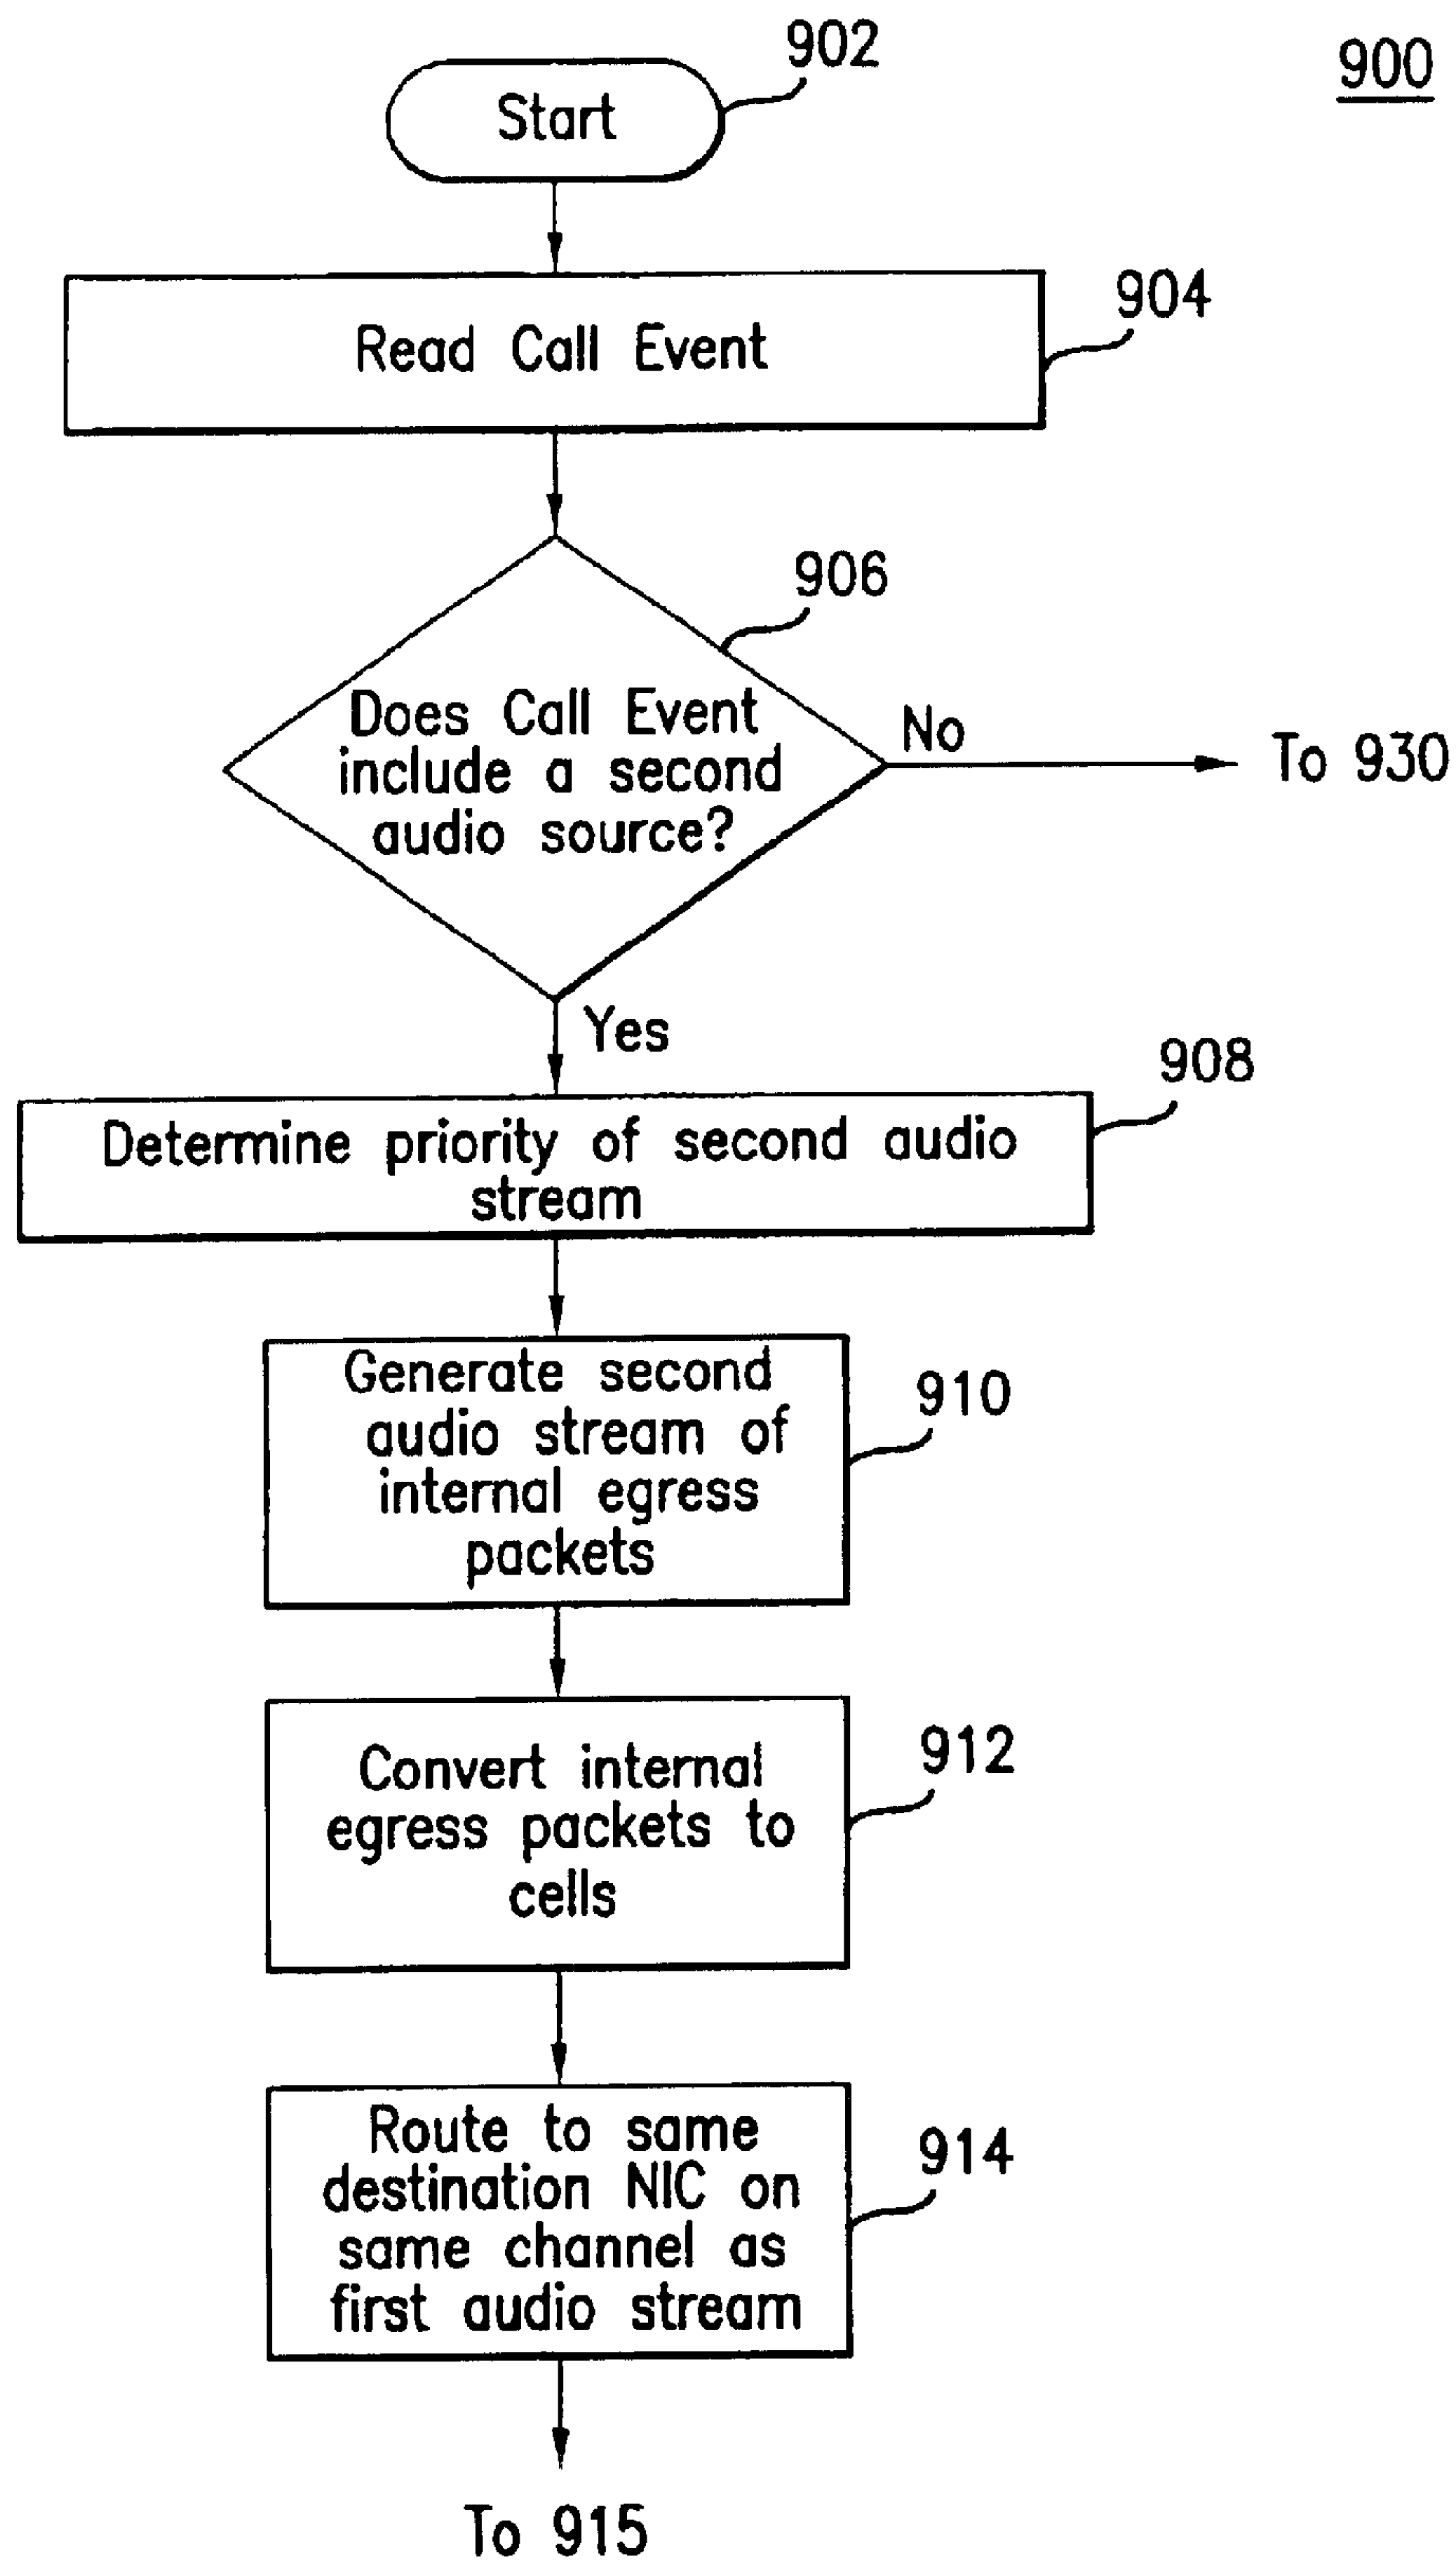 902
900
Start
904
Read Call Event
906
Does Call Event
include a second
audio source?
No
To 930
Yes
908
Determine priority of second audio
stream
Generate second
audio stream of
internal egress
packets
910
Convert internal
egress packets to
cells
912
Route to same
destination NIC on
same channel as
first audio stream
914
To 915